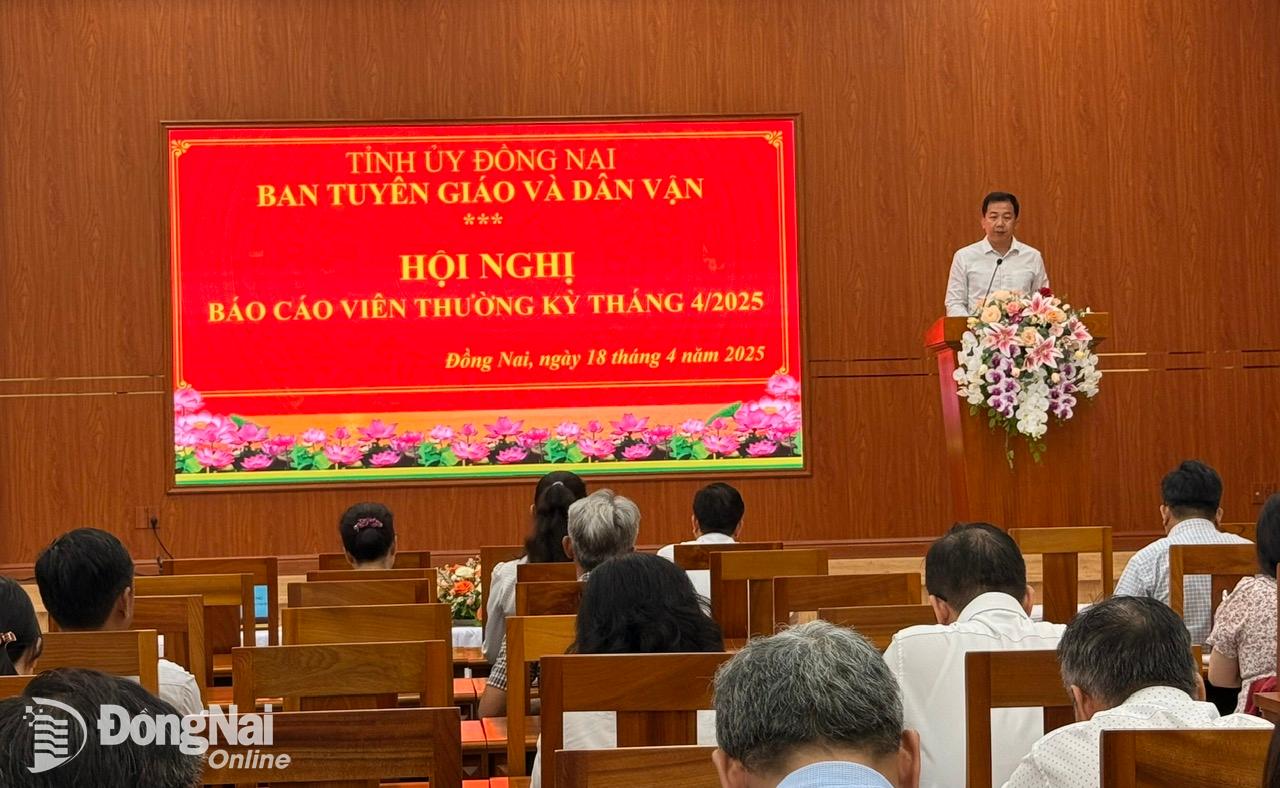 TỈNH ỦY ĐỒNG NAI
BAN TUYÊN GIÁO VÀ DÂN VẬN
***
HỘI NGHỊ
BÁO CÁO VIÊN THƯỜNG KỲ THÁNG 4/2025
Đồng Nai, ngày 18 tháng 4 năm 2025
ĐồngNai
Online